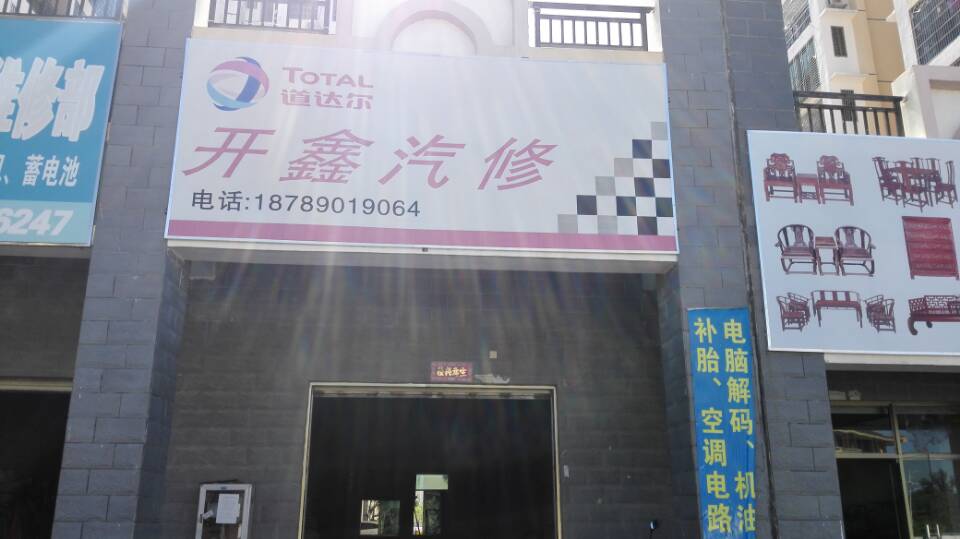 维修部
、蓄电池
6247
TOTAL
道达尔
开鑫汽修
电话:18789019064
电脑解码、机油
补胎、空调电路